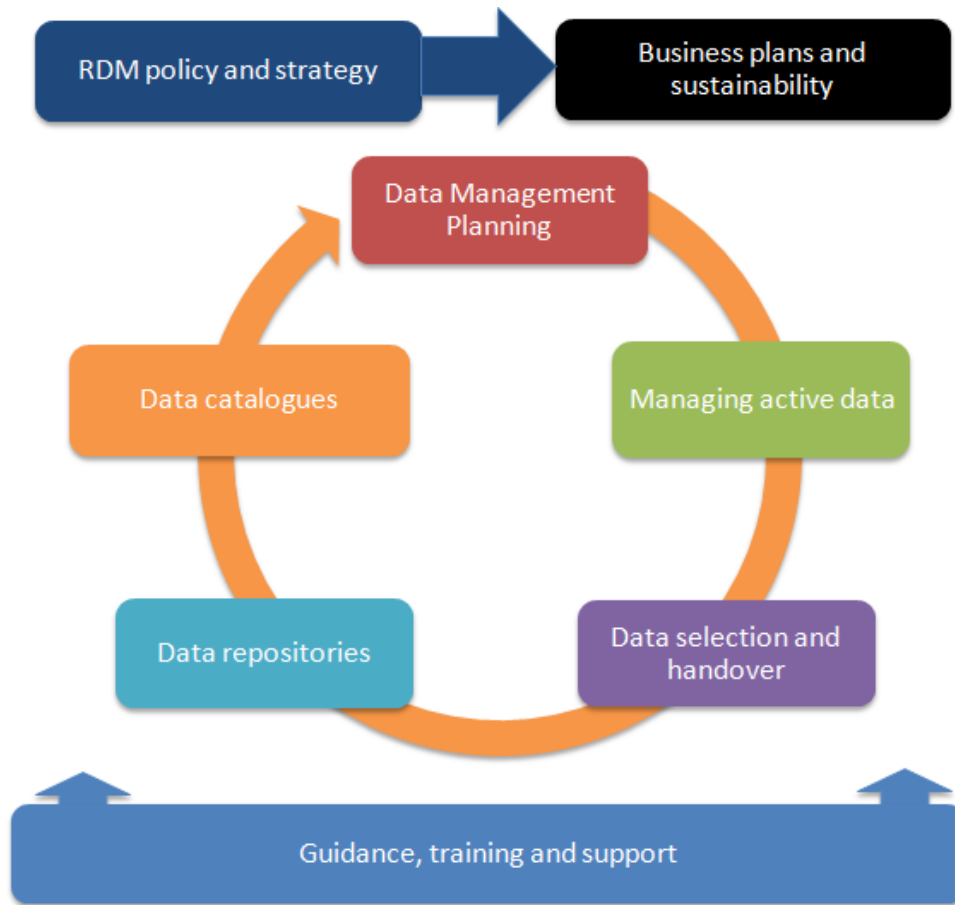 RDM policy and strategy
Business plans and
sustainability
Data Management
Planning
Data catalogues
Managing active data
Data repositories
Data selection and
handover
Guidance, training and support